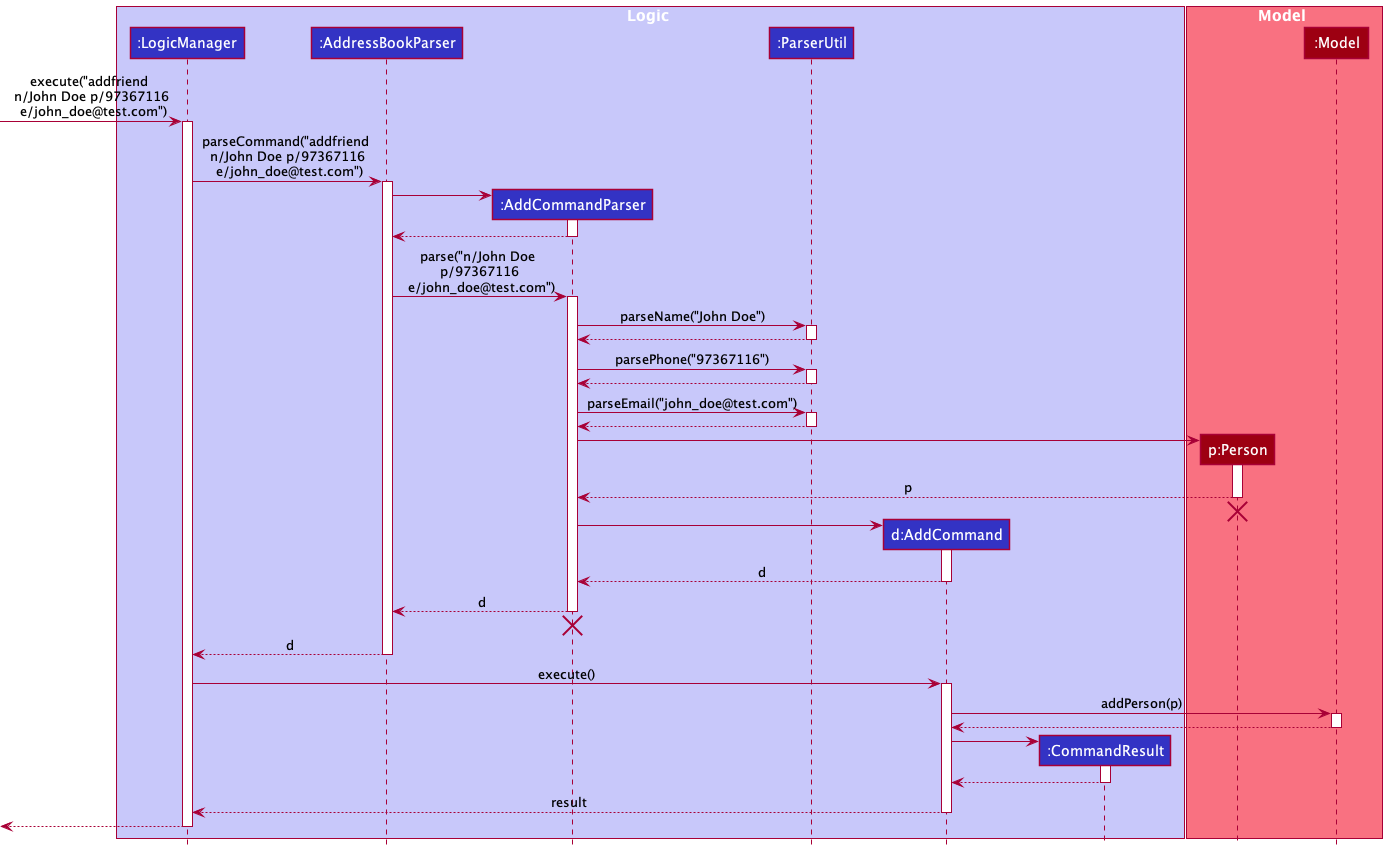 Logic
Model
:LogicManager
:AddressBookParser
:ParserUtil
:Model
execute("addfriend
n/John Doe p/97367116
e/john_doe@test.com")
parseCommand("addfriend
n/John Doe p/97367116
e/john_doe@test.com")
:AddCommandParser
parse("n/John Doe
p/97367116
e/john_doe@test.com")
parseName("John Doe")
parsePhone("97367116")
parseEmail("john_doe@test.com")
p:Person
p
d:AddCommand
d
d
d
execute()
addPerson(p)
:CommandResult
result